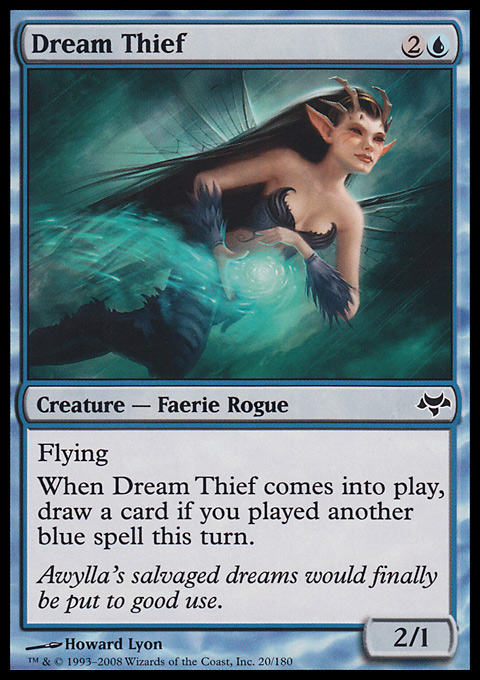 Dream Thief 2
Creature — Faerie Rogue
Flying
When Dream Thief comes into play,
draw a card if you played another
blue spell this turn.
Awylla's salvaged dreams would finally
be put to good use.
Howard Lyon
2/1
™ & © 1993–2008 Wizards of the Coast, Inc. 20/180